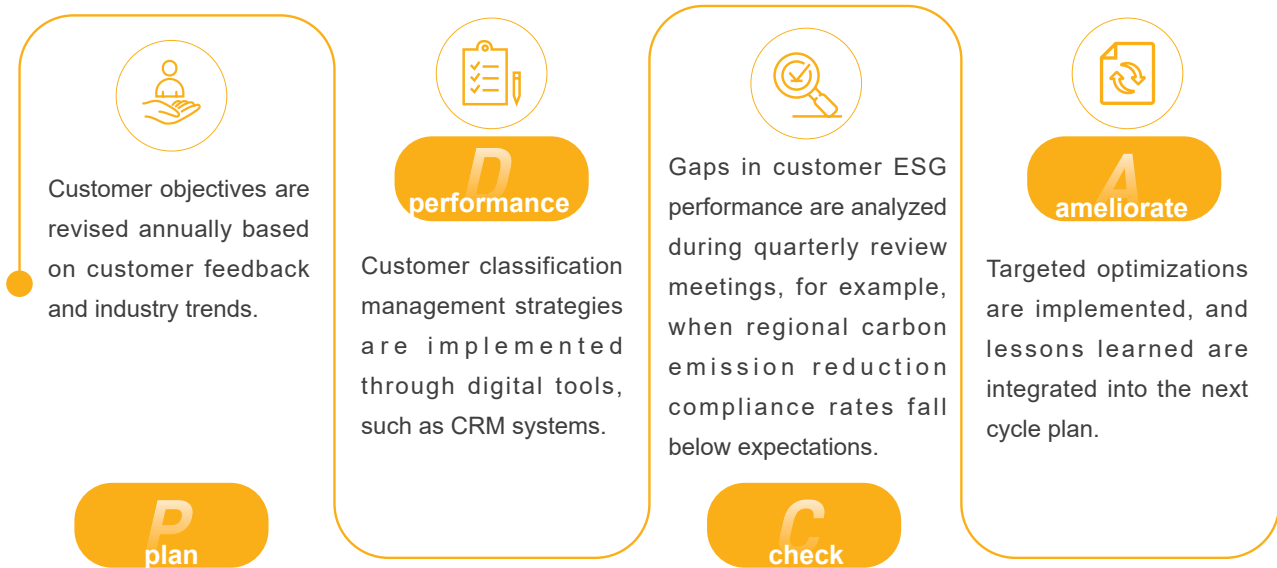 Customer objectives are
revised annually based
on customer feedback
and industry trends.
P
plan
D
performance
Customer classification
management strategies
are implemented
through digital tools,
such as CRM systems.
Gaps in customer ESG
performance are analyzed
during quarterly review
meetings, for example,
when regional carbon
emission reduction
compliance rates fall
below expectations.
C
check
A
ameliorate
Targeted optimizations
are implemented, and
lessons learned are
integrated into the next
cycle plan.